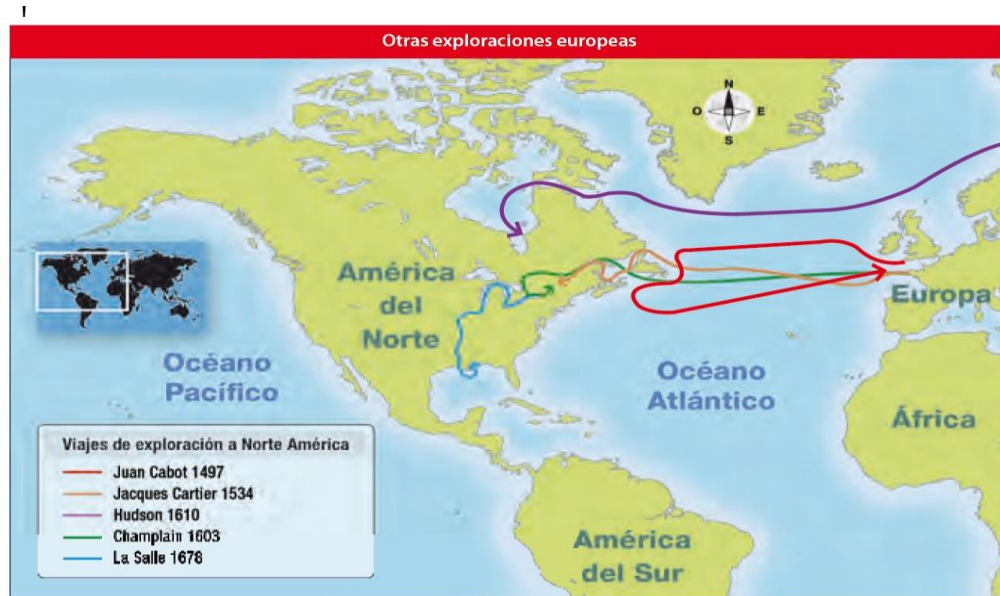 Otras exploraciones europeas
N
O
E
S
América
del
Norte
Europa
Océano
Pacífico
Océano
Atlántico
África
Viajes de exploración a Norte América
Juan Cabot 1497
Jacques Cartier 1534
Hudson 1610
Champlain 1603
La Salle 1678
América
del Sur